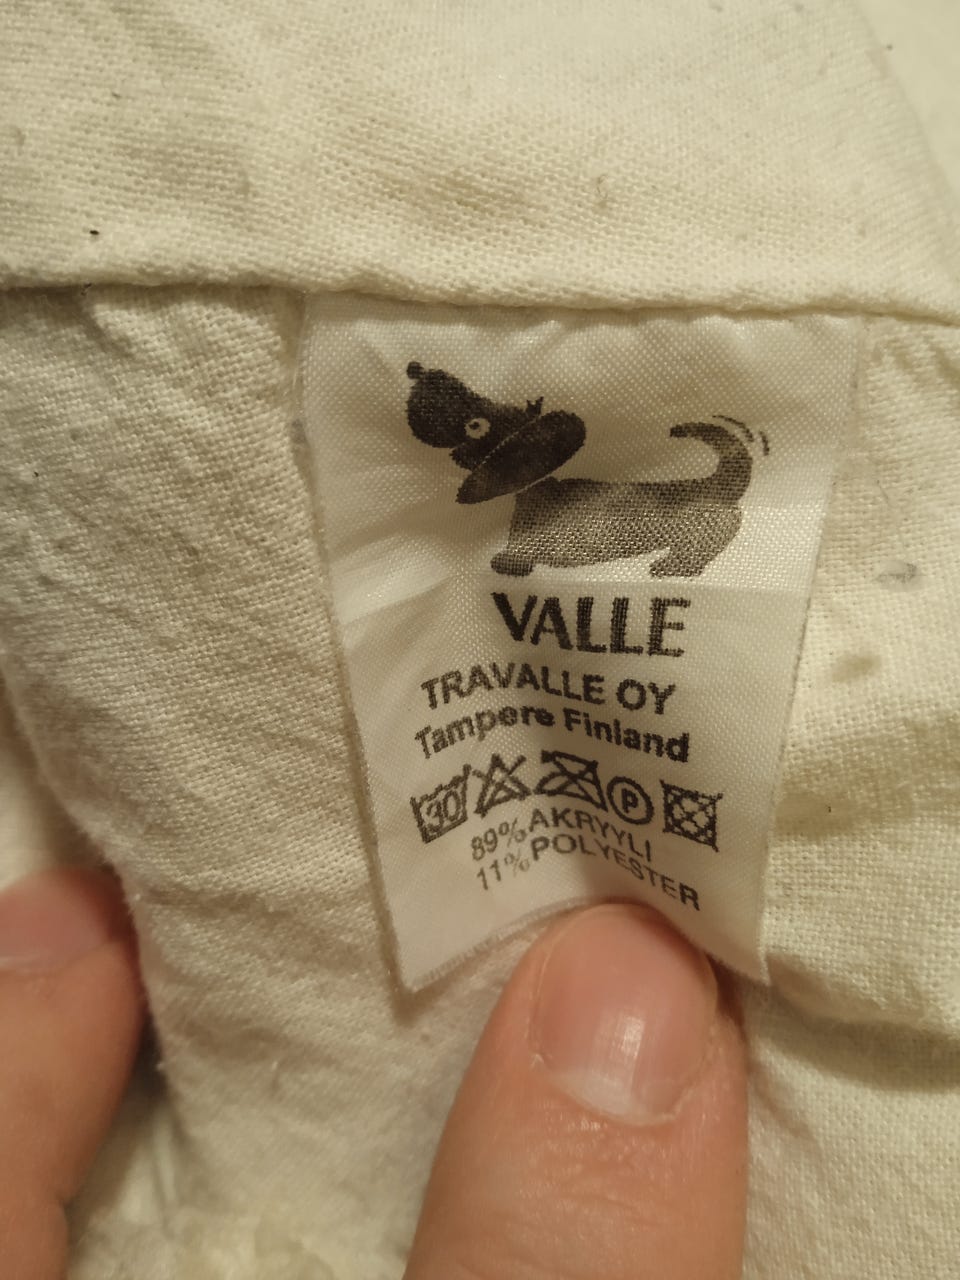 VALLE
TRAVALLE OY
Tampere Finland
30 P
89% AKRYYLI
11% POLYESTER